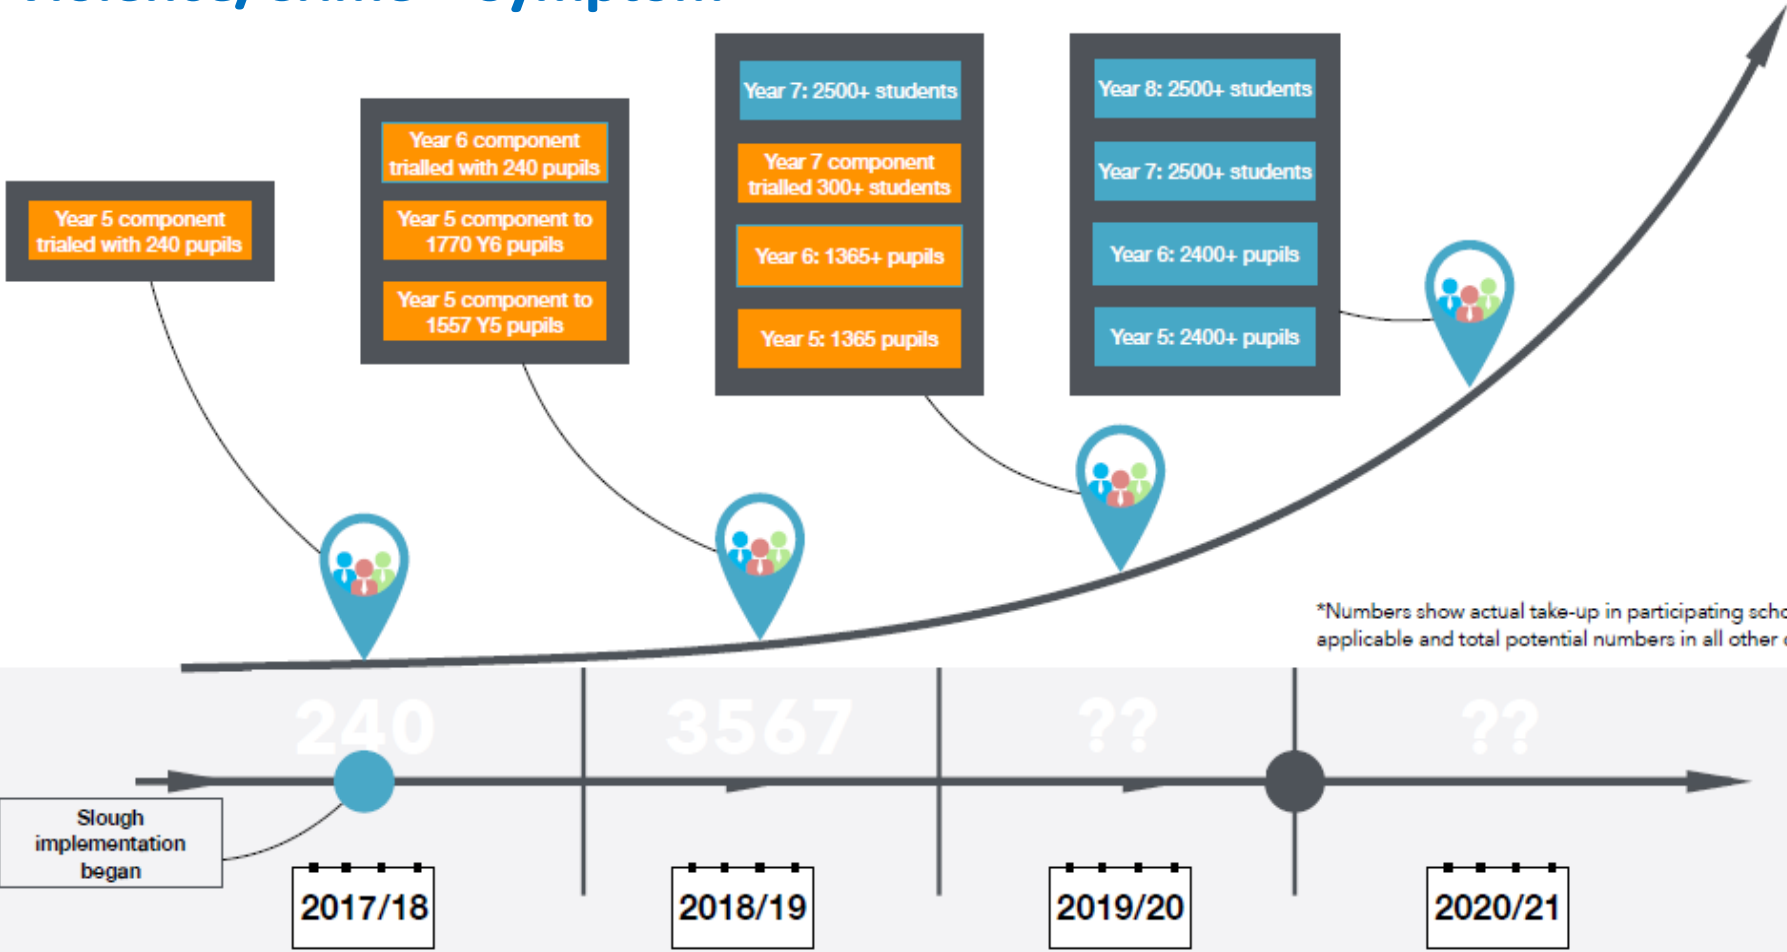 Year 5 component
trialed with 240 pupils
Year 6 component
trialled with 240 pupils
Year 5 component to
1770 Y6 pupils
Year 5 component to
1557 Y5 pupils
Year 7: 2500+ students
Year 7 component
trialled 300+ students
Year 6: 1365+ pupils
Year 5: 1365 pupils
Year 8: 2500+ students
Year 7: 2500+ students
Year 6: 2400+ pupils
Year 5: 2400+ pupils
*Numbers show actual take-up in participating
applicable and total potential numbers in all other
240
3567
??
??
Slough
implementation
began
2017/18
2018/19
2019/20
2020/21